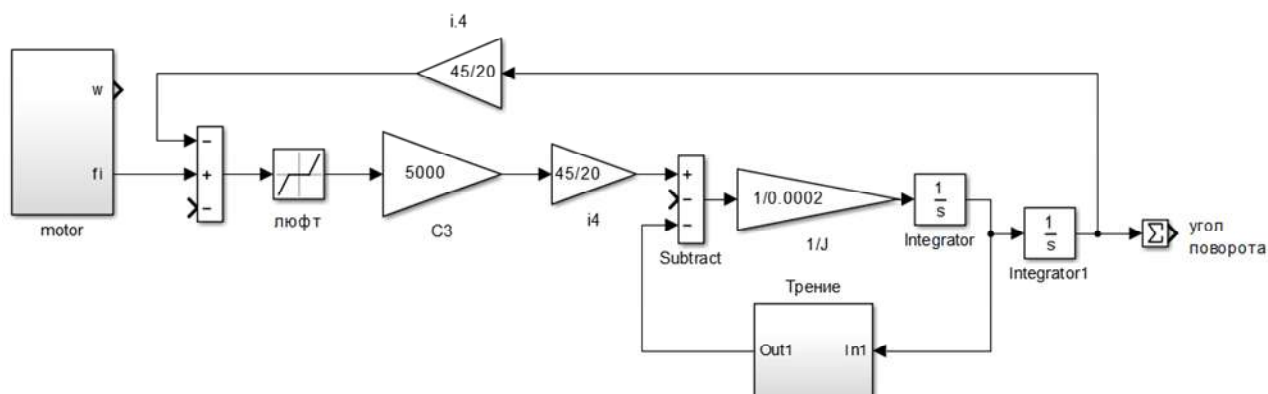 i.4
45/20
w
fi
motor
−
+
−
люфт
5000
C3
45/20
i4
+
−
−
Subtract
1/0.0002
1/J
1
s
Integrator
1
s
Integrator1
Σ
угол
поворота
Трение
Out1
In1